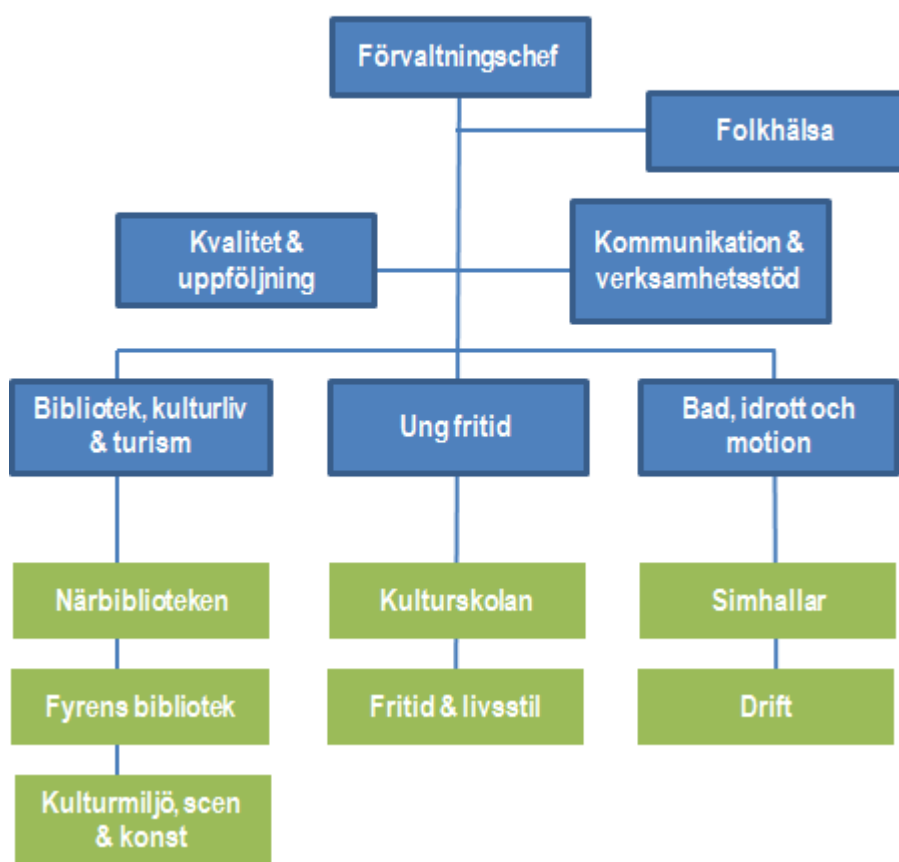 Förvaltningschef
Folkhälsa
Kvalitet &
uppföljning
Kommunikation &
verksamhetsstöd
Bibliotek, kulturliv
& turism
Ung fritid
Bad, idrott och
motion
Närbiblioteken
Kulturskolan
Simhallar
Fyrens bibliotek
Fritid & livsstil
Drift
Kulturmiljö, scen
& konst